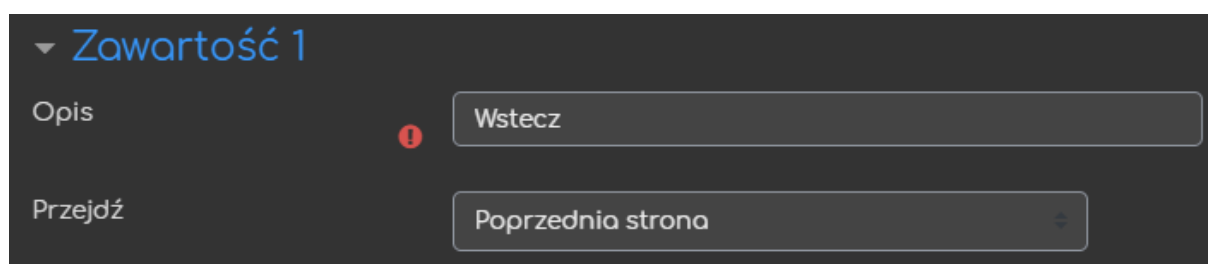 Zawartość 1
Opis
Wstecz
Przejdź
Poprzednia strona